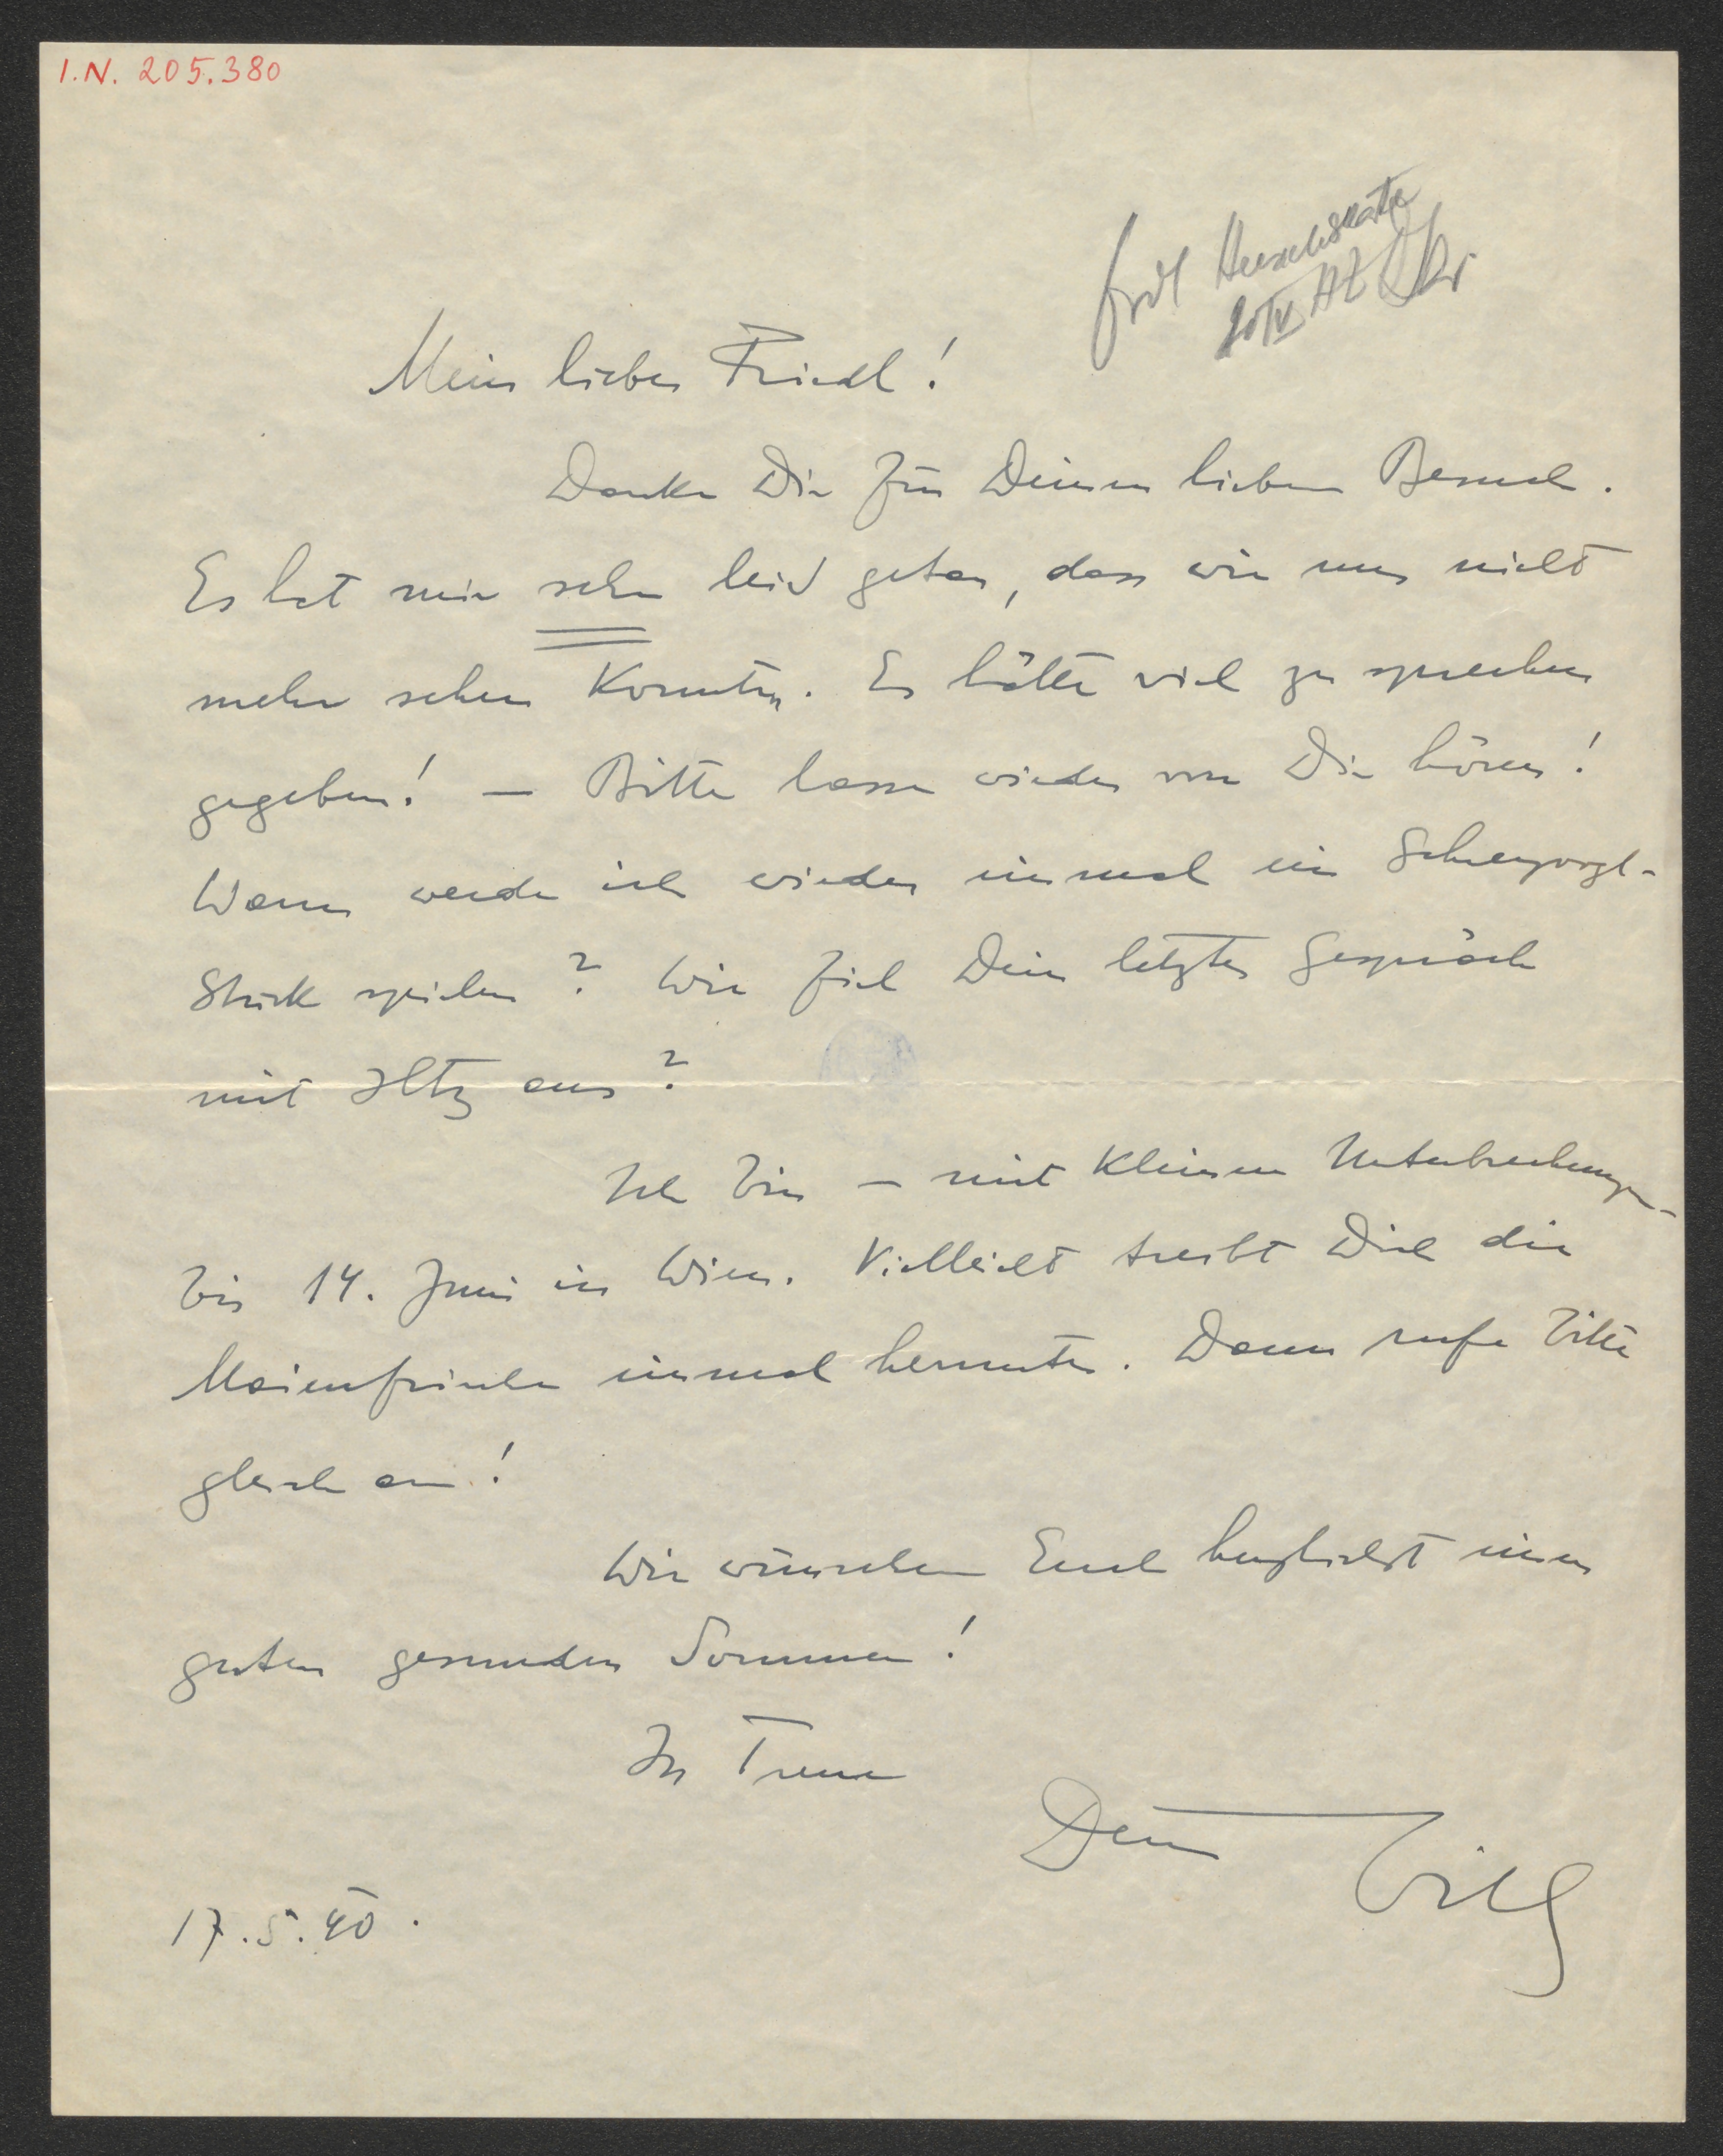 I.N. 205.380
Mein lieber Friedl!
Danke Dir für Deinen lieben Besuch.
Es hat mir sehr leid getan, dass wir uns nicht
mehr sehen konnten. Es hätte viel zu sprechen
gegeben! — Bitte lasse wieder von Dir hören!
Wann werde ich wieder einmal ein Schreyvogl-
Stück spielen? Wie fiel Dein letztes Gespräch
mit Iltz aus?
Ich bin — mit kleinen Unterbrechungen —
bis 14. Juni in Wien. Vielleicht treibt Dich die
Maienfrische einmal herunter. Dann rufe bitte
gleich an!
Wir wünschen Euch herzlichst einen
guten gesunden Sommer!
In Treue
Dein
17.5.40.